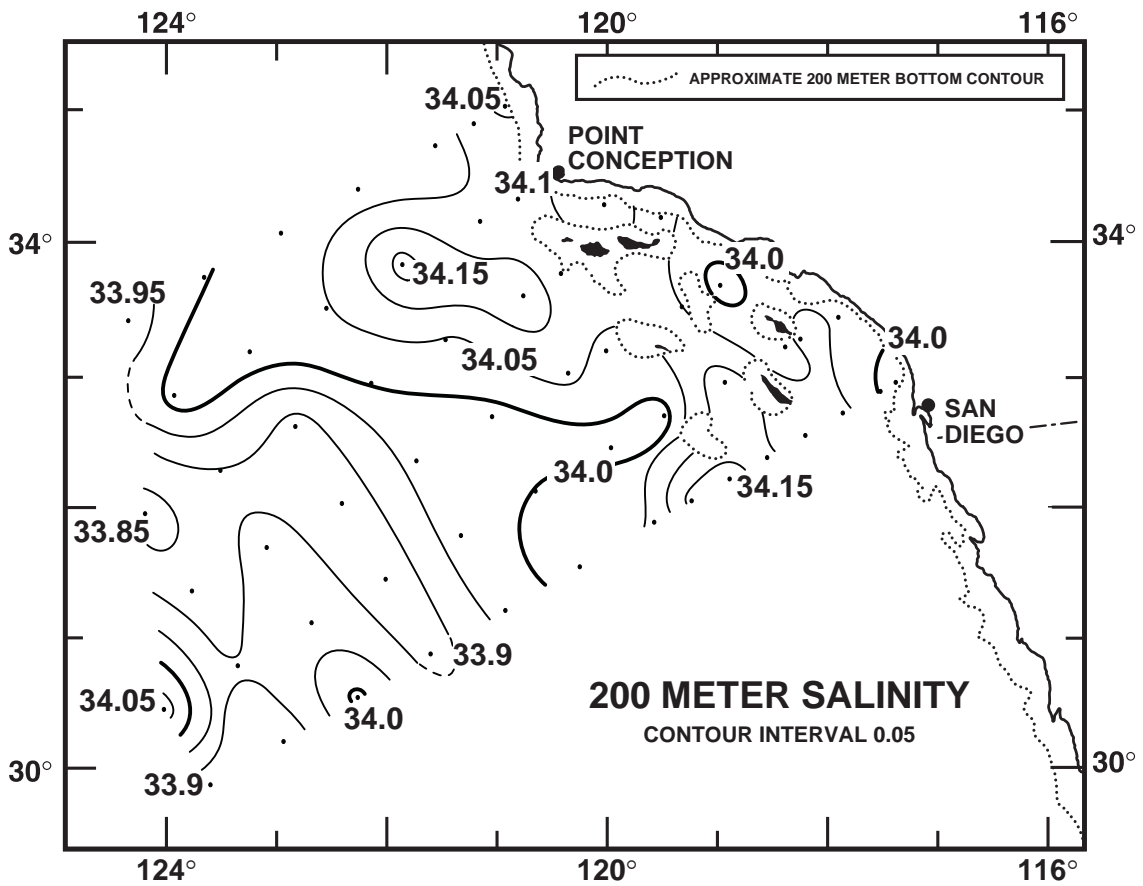 124° 120° 116°
APPROXIMATE 200 METER BOTTOM CONTOUR
34.05
POINT
CONCEPTION
34.1
34° 34°
34.0
34.15
33.95
34.0
34.05
SAN
DIEGO
34.0
34.15
33.85
33.9
200 METER SALINITY
34.05
34.0
CONTOUR INTERVAL 0.05
30° 30°
33.9
124° 120° 116°